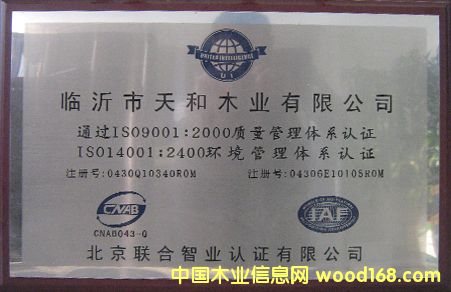 UNITED INTELLIGENCE
U I
临沂市天和木业有限公司
通过ISO9001:2000质量管理体系认证
ISO14001:2400环境管理体系认证
注册号:0430Q10340R0M 注册号:04306E10105R0M
CNAB
IAF
CNAB043-Q
北京联合智业认证有限公司
中国木业信息网 wood168.com